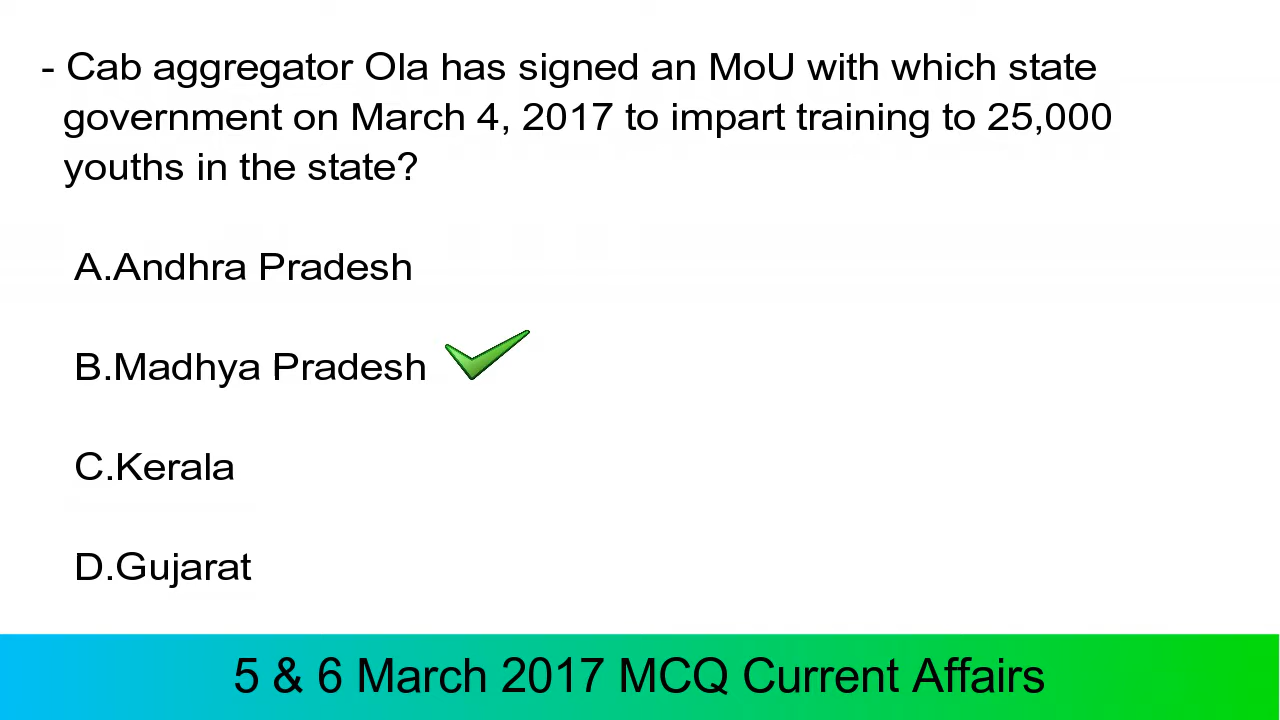 - Cab aggregator Ola has signed an MoU with which state
government on March 4, 2017 to impart training to 25,000
youths in the state?
A.Andhra Pradesh
B.Madhya Pradesh
C.Kerala
D.Gujarat
5 & 6 March 2017 MCQ Current Affairs